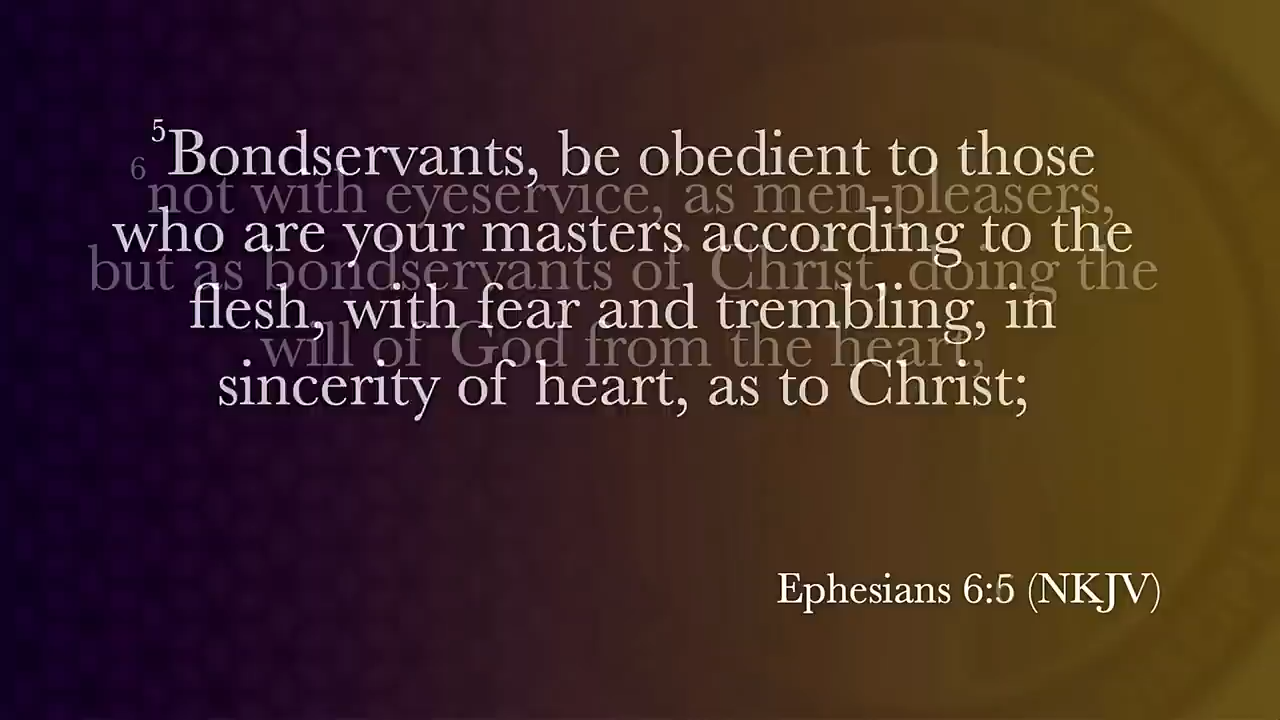 5Bondservants, be obedient to those
who are your masters according to the
flesh, with fear and trembling, in
sincerity of heart, as to Christ;
6 not with eyeservice, as men-pleasers,
but as bondservants of Christ, doing the
will of God from the heart,
Ephesians 6:5 (NKJV)